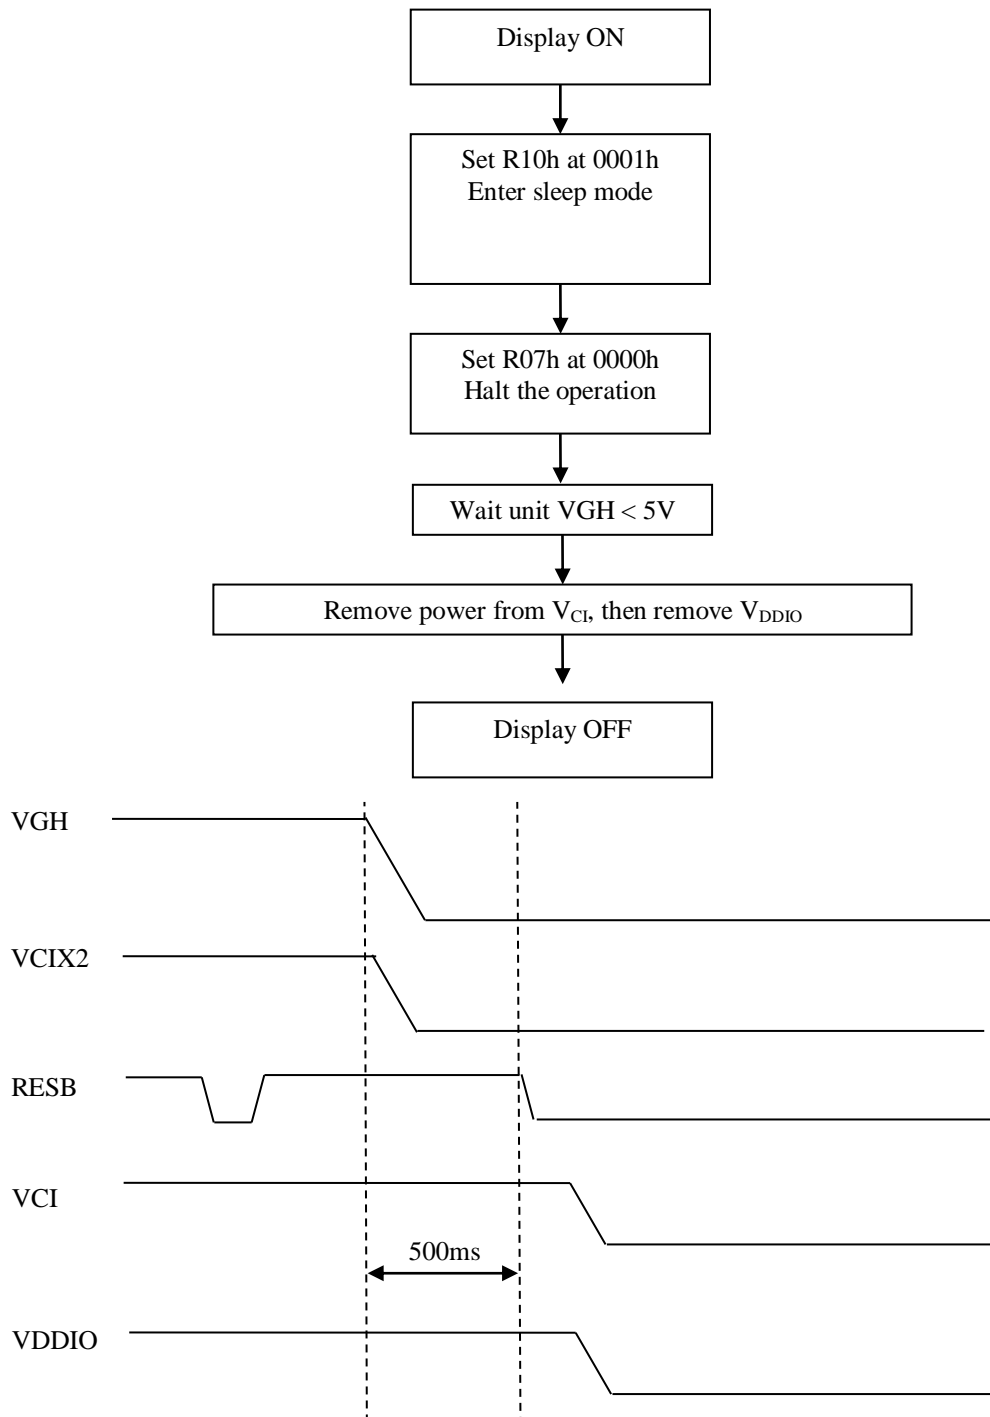 Display ON
Set R10h at 0001h
Enter sleep mode
Set R07h at 0000h
Halt the operation
Wait unit VGH < 5V
Remove power from VCI, then remove VDDIO
Display OFF
VGH
VCIX2
RESB
VCI
500ms
VDDIO